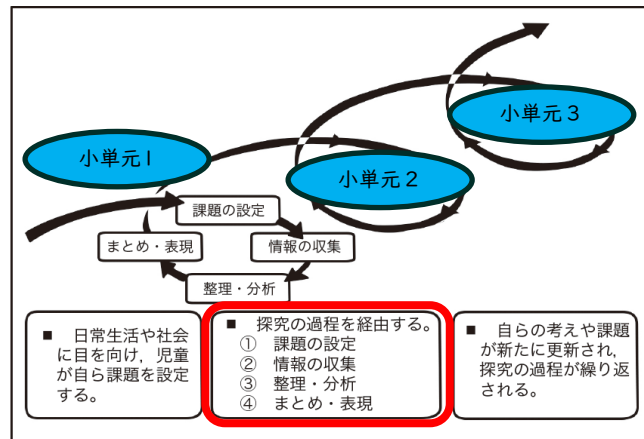 小単元1
小単元2
小単元3
課題の設定
情報の収集
整理・分析
まとめ・表現
■ 日常生活や社会
に目を向け，児童
が自ら課題を設定
する。
■ 探究の過程を経由する。
① 課題の設定
② 情報の収集
③ 整理・分析
④ まとめ・表現
■ 自らの考えや課題
が新たに更新され，
探究の過程が繰り返
される。